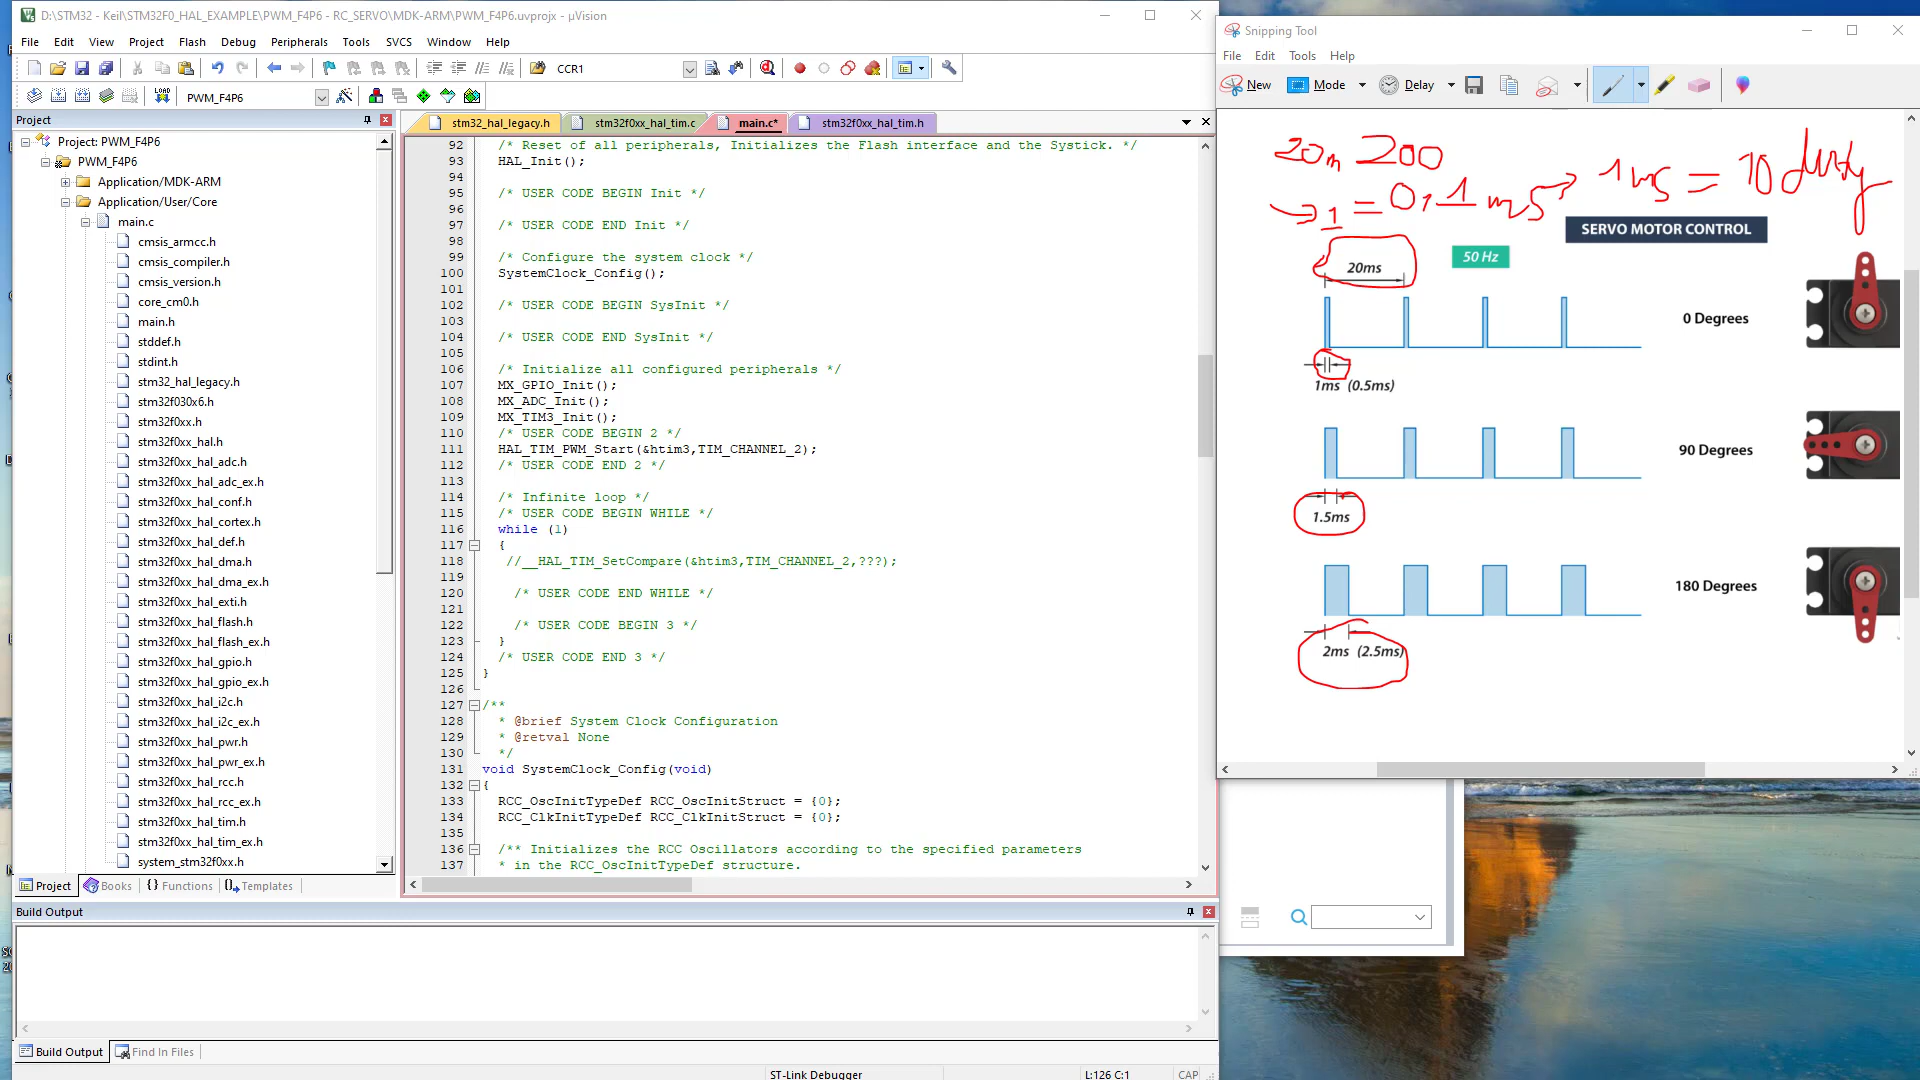 D:\STM32 - Keil\STM32F0_HAL_EXAMPLE\PWM_F4P6 - RC_SERVO\MDK-ARM\PWM_F4P6.uvprojx - µVision
File Edit View Project Flash Debug Peripherals Tools SVCS Window Help
CCR1
LOAD PWM_F4P6
Project
Project: PWM_F4P6
PWM_F4P6
Application/MDK-ARM
Application/User/Core
main.c
cmsis_armcc.h
cmsis_compiler.h
cmsis_version.h
core_cm0.h
main.h
stddef.h
stdint.h
stm32_hal_legacy.h
stm32f030x6.h
stm32f0xx.h
stm32f0xx_hal.h
stm32f0xx_hal_adc.h
stm32f0xx_hal_adc_ex.h
stm32f0xx_hal_conf.h
stm32f0xx_hal_cortex.h
stm32f0xx_hal_def.h
stm32f0xx_hal_dma.h
stm32f0xx_hal_dma_ex.h
stm32f0xx_hal_exti.h
stm32f0xx_hal_flash.h
stm32f0xx_hal_flash_ex.h
stm32f0xx_hal_gpio.h
stm32f0xx_hal_gpio_ex.h
stm32f0xx_hal_i2c.h
stm32f0xx_hal_i2c_ex.h
stm32f0xx_hal_pwr.h
stm32f0xx_hal_pwr_ex.h
stm32f0xx_hal_rcc.h
stm32f0xx_hal_rcc_ex.h
stm32f0xx_hal_tim.h
stm32f0xx_hal_tim_ex.h
system_stm32f0xx.h
Project Books {} Functions Templates
stm32_hal_legacy.h stm32f0xx_hal_tim.c main.c* stm32f0xx_hal_tim.h
92 /* Reset of all peripherals, Initializes the Flash interface and the Systick. */
93 HAL_Init();
94
95 /* USER CODE BEGIN Init */
96
97 /* USER CODE END Init */
98
99 /* Configure the system clock */
100 SystemClock_Config();
101
102 /* USER CODE BEGIN SysInit */
103
104 /* USER CODE END SysInit */
105
106 /* Initialize all configured peripherals */
107 MX_GPIO_Init();
108 MX_ADC_Init();
109 MX_TIM3_Init();
110 /* USER CODE BEGIN 2 */
111 HAL_TIM_PWM_Start(&htim3,TIM_CHANNEL_2);
112 /* USER CODE END 2 */
113
114 /* Infinite loop */
115 /* USER CODE BEGIN WHILE */
116 while (1)
117 {
118 //__HAL_TIM_SetCompare(&htim3,TIM_CHANNEL_2,???);
119
120 /* USER CODE END WHILE */
121
122 /* USER CODE BEGIN 3 */
123 }
124 /* USER CODE END 3 */
125 }
126
127 /**
128 * @brief System Clock Configuration
129 * @retval None
130 */
131 void SystemClock_Config(void)
132 {
133 RCC_OscInitTypeDef RCC_OscInitStruct = {0};
134 RCC_ClkInitTypeDef RCC_ClkInitStruct = {0};
135
136 /** Initializes the RCC Oscillators according to the specified parameters
137 * in the RCC_OscInitTypeDef structure.
Build Output
Build Output Find In Files
ST-Link Debugger L:126 C:1 CAP
Snipping Tool
File Edit Tools Help
New Mode Delay
20m 200
→ 1 = 0,1 ms → 1ms = 10 duty
SERVO MOTOR CONTROL
50 Hz
20ms
0 Degrees
1ms (0.5ms)
90 Degrees
1.5ms
180 Degrees
2ms (2.5ms)